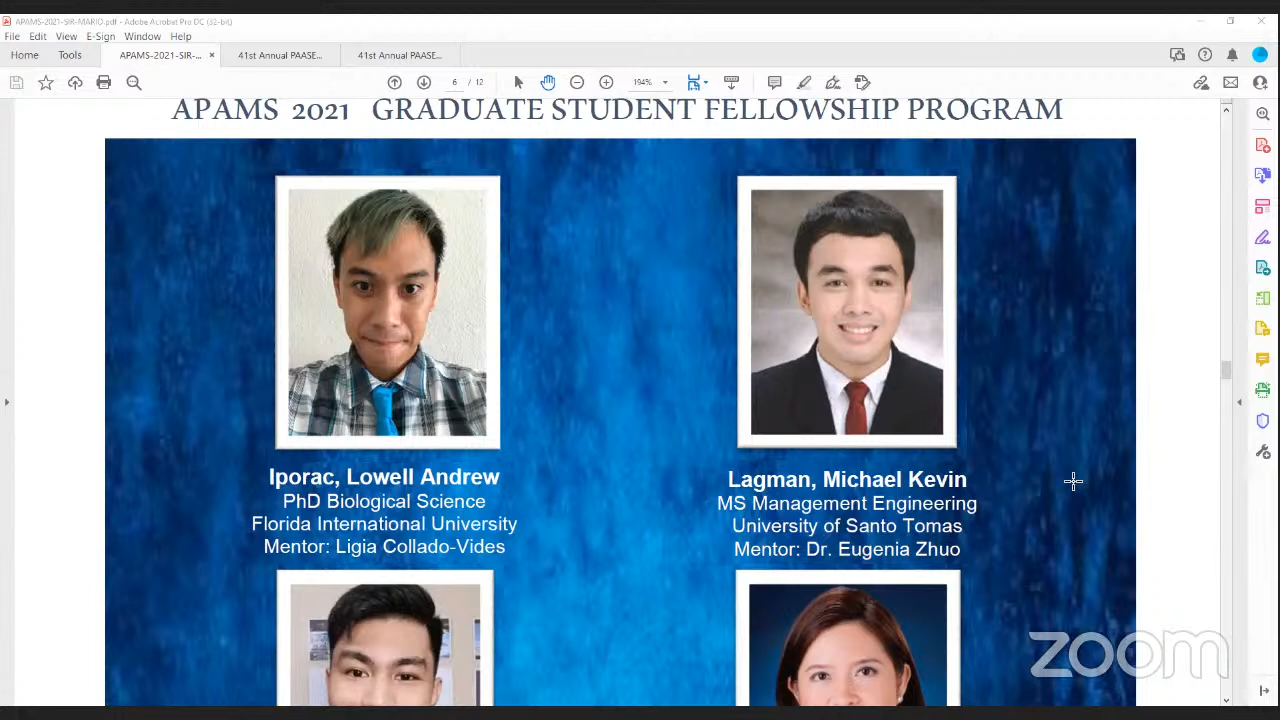 APAMS-2021-SIR-MARIO.pdf - Adobe Acrobat Pro DC (32-bit)
File Edit View E-Sign Window Help
Home Tools APAMS-2021-SIR-... × 41st Annual PAASE... 41st Annual PAASE...
6 / 12 194%
APAMS 2021 GRADUATE STUDENT FELLOWSHIP PROGRAM
Iporac, Lowell Andrew
PhD Biological Science
Florida International University
Mentor: Ligia Collado-Vides
Lagman, Michael Kevin
MS Management Engineering
University of Santo Tomas
Mentor: Dr. Eugenia Zhuo
zoom